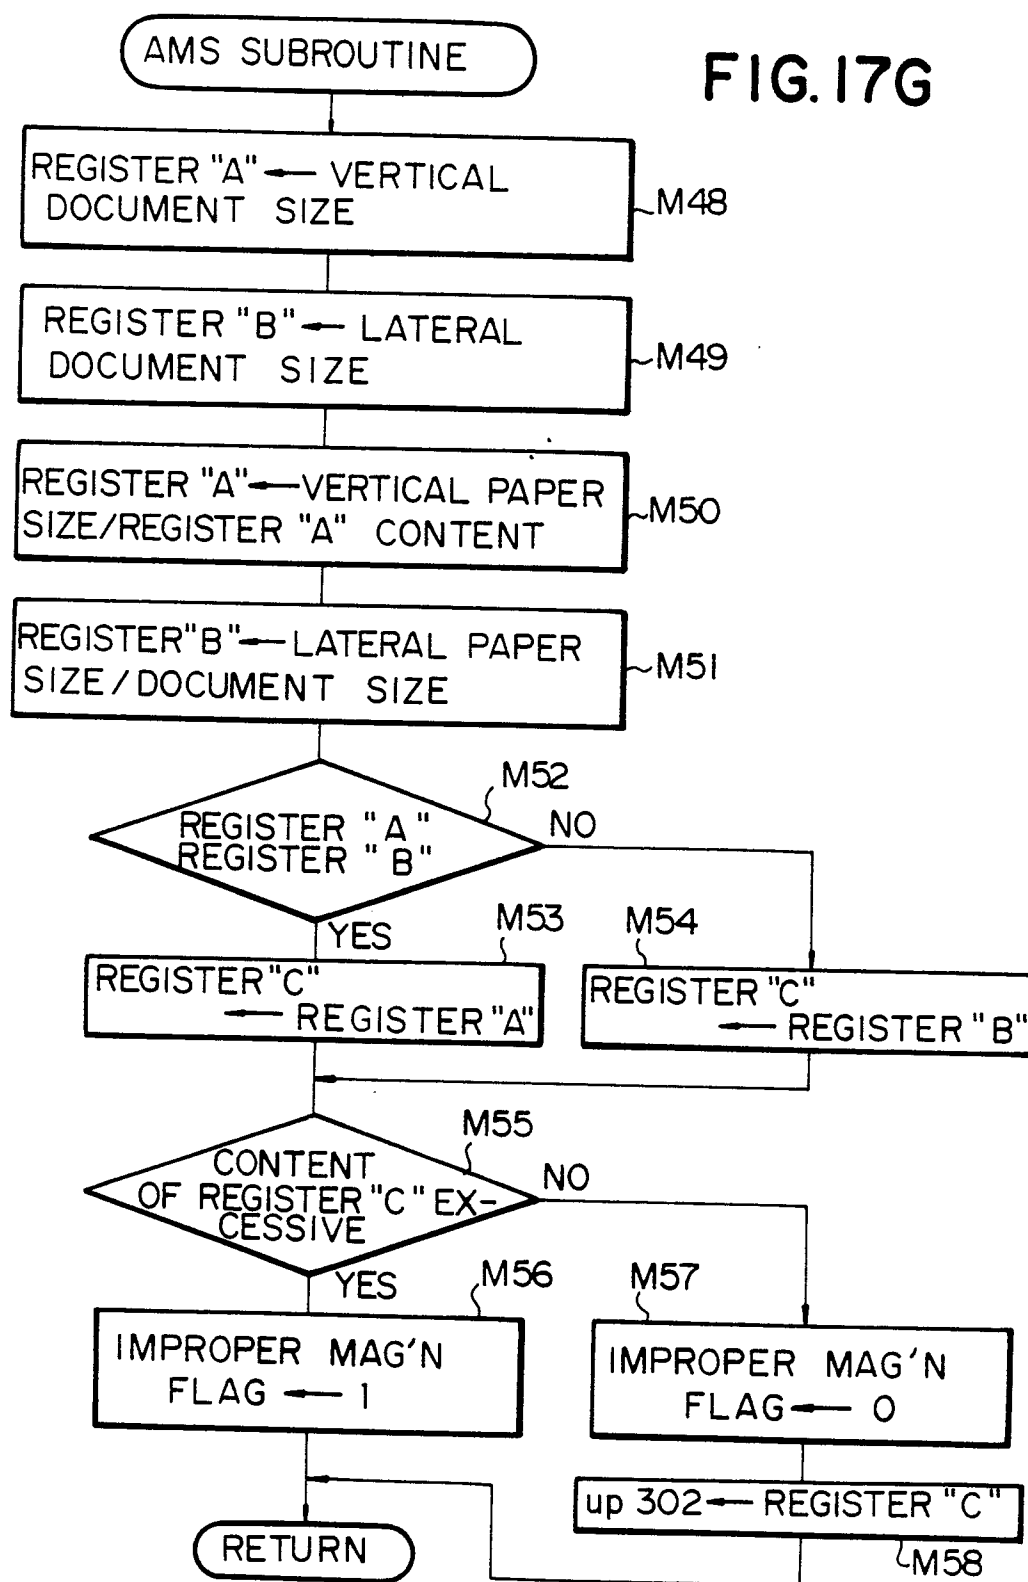 AMS SUBROUTINE
FIG. 17G
REGISTER "A" ← VERTICAL
DOCUMENT SIZE
M48
REGISTER "B" ← LATERAL
DOCUMENT SIZE
M49
REGISTER "A" ← VERTICAL PAPER
SIZE/REGISTER "A" CONTENT
M50
REGISTER "B" ← LATERAL PAPER
SIZE/DOCUMENT SIZE
M51
M52
REGISTER "A"
REGISTER "B"
NO
YES
M53
REGISTER "C"
← REGISTER "A"
M54
REGISTER "C"
← REGISTER "B"
M55
CONTENT
OF REGISTER "C" EX-
CESSIVE
NO
YES
M56
IMPROPER MAG'N
FLAG ← 1
M57
IMPROPER MAG'N
FLAG ← 0
up 302 ← REGISTER "C"
M58
RETURN